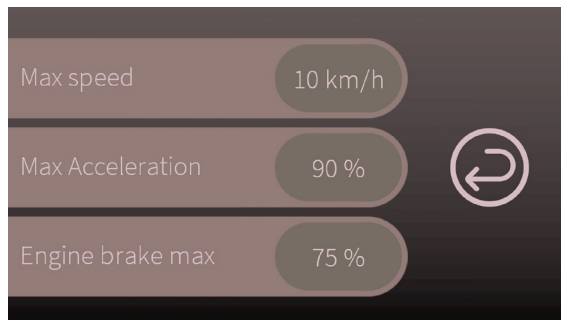 Max speed 10 km/h
Max Acceleration 90 %
Engine brake max 75 %